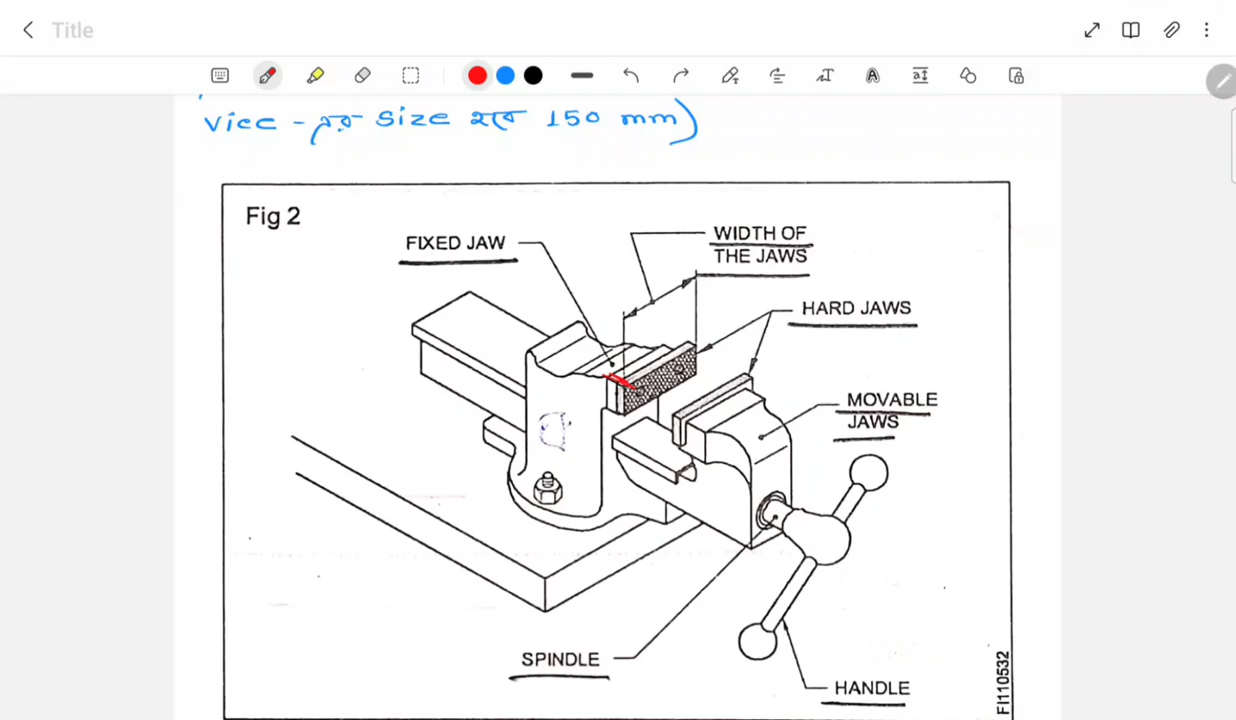 Title
vice - এর size হবে 150 mm)
Fig 2
FIXED JAW
WIDTH OF
THE JAWS
HARD JAWS
MOVABLE
JAWS
SPINDLE
HANDLE
FI110532